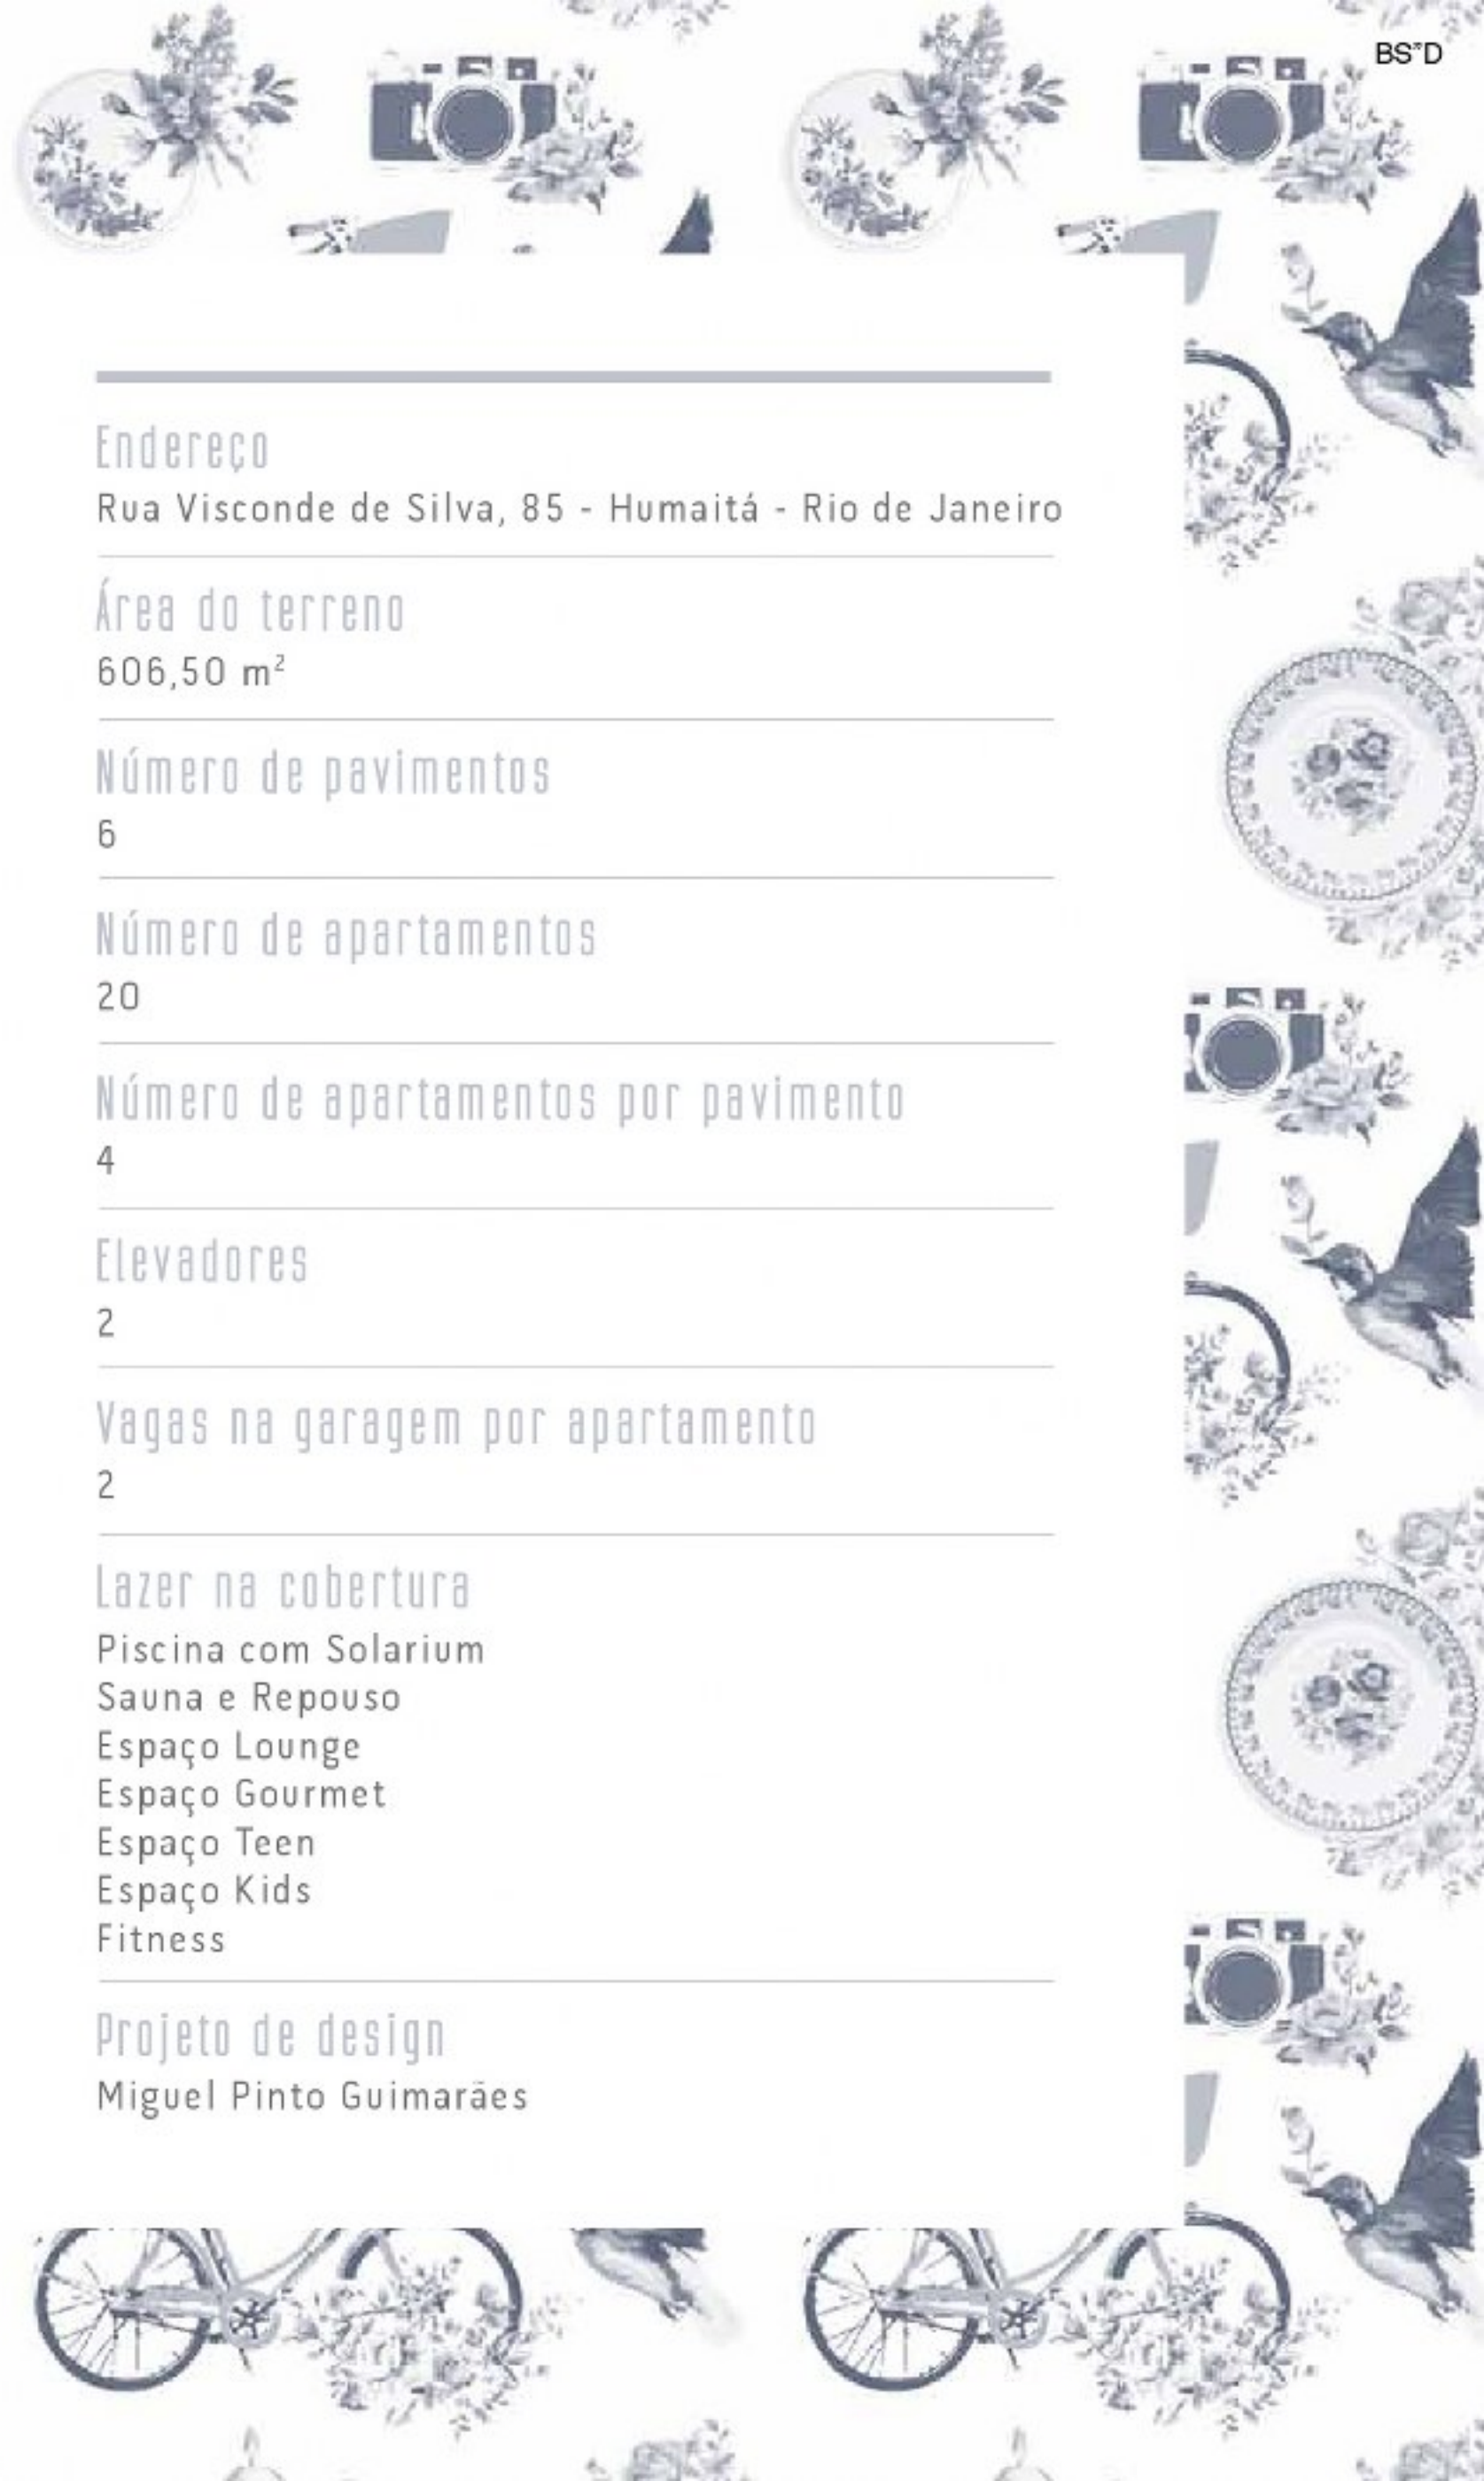 BS"D
Endereço
Rua Visconde de Silva, 85 - Humaitá - Rio de Janeiro
Área do terreno
606,50 m²
Número de pavimentos
6
Número de apartamentos
20
Número de apartamentos por pavimento
4
Elevadores
2
Vagas na garagem por apartamento
2
Lazer na cobertura
Piscina com Solarium
Sauna e Repouso
Espaço Lounge
Espaço Gourmet
Espaço Teen
Espaço Kids
Fitness
Projeto de design
Miguel Pinto Guimarães